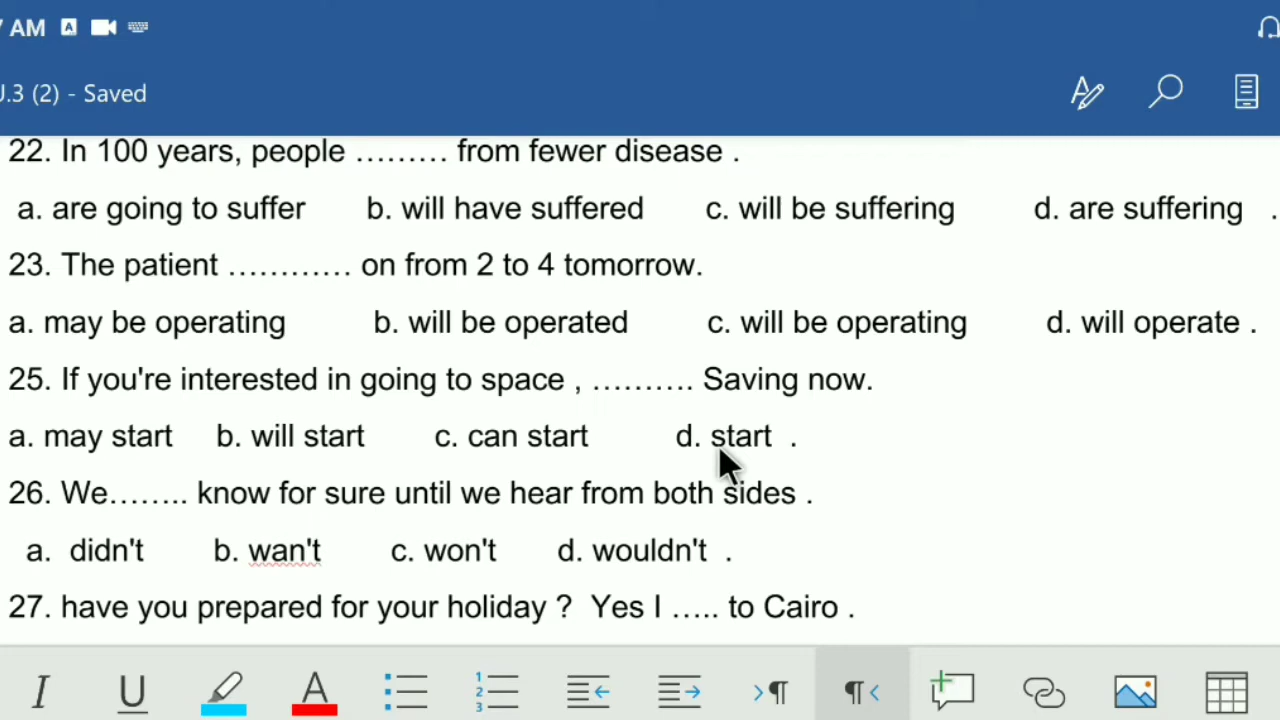 AM
.3 (2) - Saved
22. In 100 years, people ......... from fewer disease .
a. are going to suffer b. will have suffered c. will be suffering d. are suffering .
23. The patient ............ on from 2 to 4 tomorrow.
a. may be operating b. will be operated c. will be operating d. will operate .
25. If you're interested in going to space , .......... Saving now.
a. may start b. will start c. can start d. start .
26. We........ know for sure until we hear from both sides .
a. didn't b. wan't c. won't d. wouldn't .
27. have you prepared for your holiday ? Yes I ..... to Cairo .